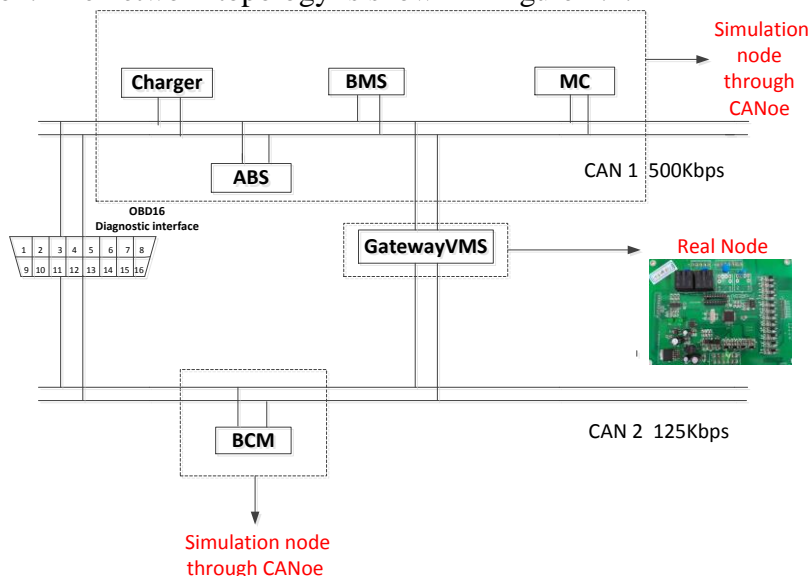 Simulation
node
through
CANoe
Charger
BMS
MC
ABS
CAN 1 500Kbps
OBD16
Diagnostic interface
1 2 3 4 5 6 7 8
9 10 11 12 13 14 15 16
GatewayVMS
Real Node
BCM
CAN 2 125Kbps
Simulation node
through CANoe